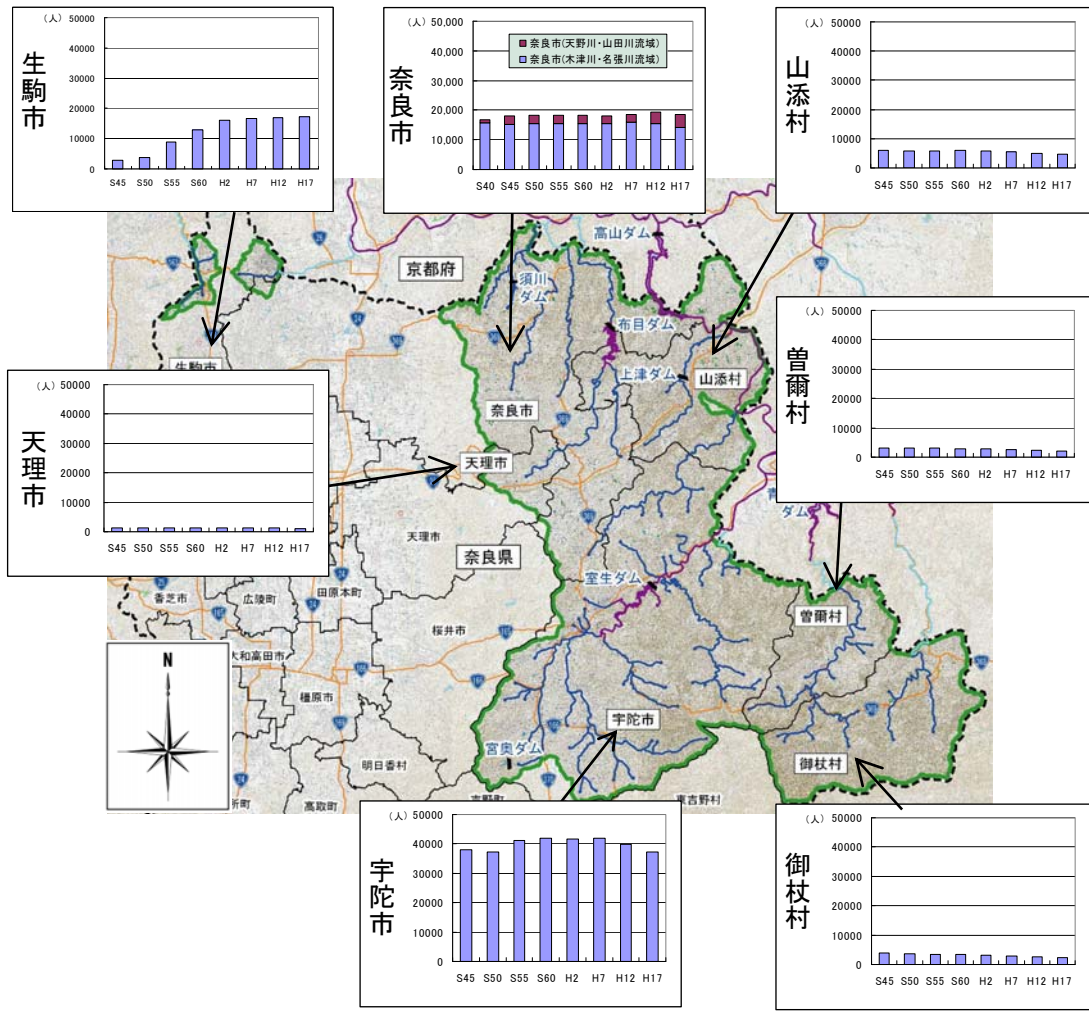 生駒市
（人）
50000
40000
30000
20000
10000
0
S45 S50 S55 S60 H2 H7 H12 H17
奈良市
（人）
50,000
40,000
30,000
20,000
10,000
0
奈良市(天野川・山田川流域)
奈良市(木津川・名張川流域)
S40 S45 S50 S55 S60 H2 H7 H12 H17
山添村
（人）
50000
40000
30000
20000
10000
0
S45 S50 S55 S60 H2 H7 H12 H17
高山ダム
京都府
須川
ダム
布目ダム
上津ダム
山添村
生駒市
奈良市
曽爾村
（人）
50000
40000
30000
20000
10000
0
S45 S50 S55 S60 H2 H7 H12 H17
天理市
（人）
50000
40000
30000
20000
10000
0
S45 S50 S55 S60 H2 H7 H12 H17
天理市
ダム
天理市
奈良県
室生ダム
香芝市
広陵町
田原本町
桜井市
曽爾村
N
大和高田市
橿原市
宇陀市
宮奥ダム
明日香村
御杖村
高取町
吉野町
東吉野村
宇陀市
（人）
50000
40000
30000
20000
10000
0
S45 S50 S55 S60 H2 H7 H12 H17
御杖村
（人）
50000
40000
30000
20000
10000
0
S45 S50 S55 S60 H2 H7 H12 H17